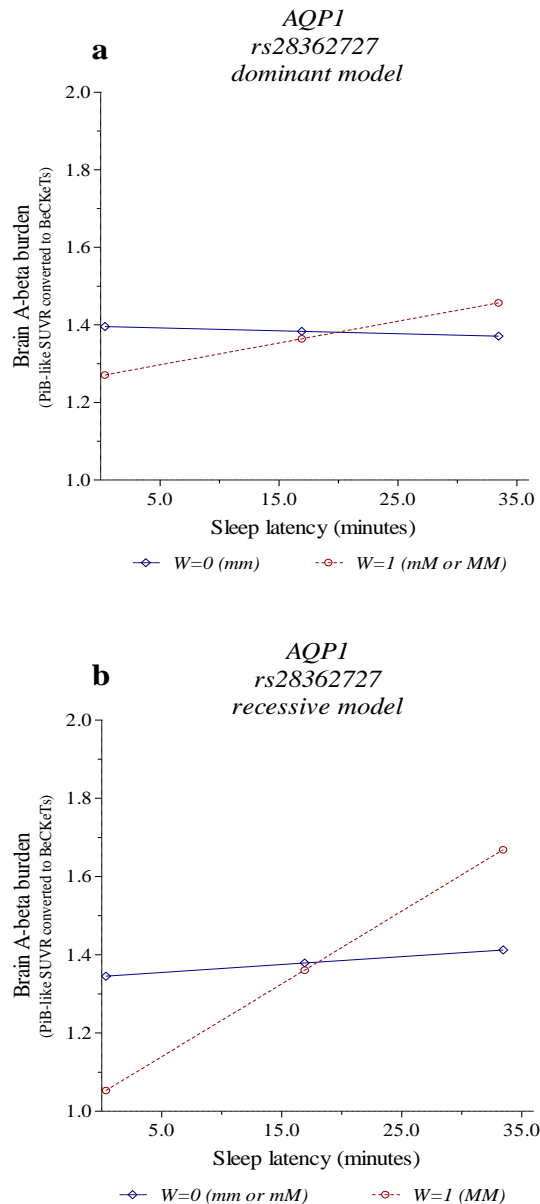 a
AQP1
rs28362727
dominant model
Brain A-beta burden
(PiB-like SUVR converted to BeCKeTs)
2.0
1.8
1.6
1.4
1.2
1.0
5.0 15.0 25.0 35.0
Sleep latency (minutes)
W=0 (mm) W=1 (mM or MM)
b
AQP1
rs28362727
recessive model
Brain A-beta burden
(PiB-like SUVR converted to BeCKeTs)
2.0
1.8
1.6
1.4
1.2
1.0
5.0 15.0 25.0 35.0
Sleep latency (minutes)
W=0 (mm or mM) W=1 (MM)